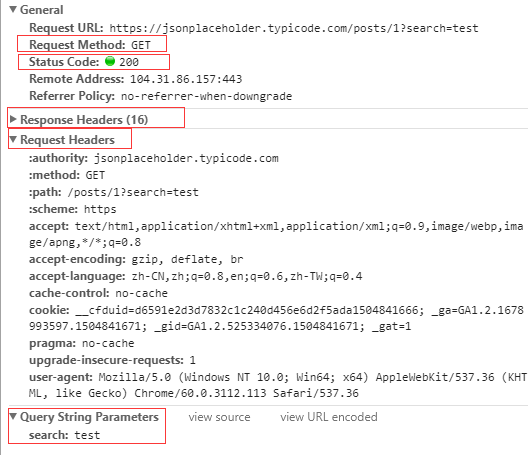 General
Request URL: https://jsonplaceholder.typicode.com/posts/1?search=test
Request Method: GET
Status Code: 200
Remote Address: 104.31.86.157:443
Referrer Policy: no-referrer-when-downgrade
Response Headers (16)
Request Headers
:authority: jsonplaceholder.typicode.com
:method: GET
:path: /posts/1?search=test
:scheme: https
accept: text/html,application/xhtml+xml,application/xml;q=0.9,image/webp,im
age/apng,*/*;q=0.8
accept-encoding: gzip, deflate, br
accept-language: zh-CN,zh;q=0.8,en;q=0.6,zh-TW;q=0.4
cache-control: no-cache
cookie: __cfduid=d6591e2d3d7832c1c240d456e6d2f5ada1504841666; _ga=GA1.2.1678
993597.1504841671; _gid=GA1.2.525334076.1504841671; _gat=1
pragma: no-cache
upgrade-insecure-requests: 1
user-agent: Mozilla/5.0 (Windows NT 10.0; Win64; x64) AppleWebKit/537.36 (KHT
ML, like Gecko) Chrome/60.0.3112.113 Safari/537.36
Query String Parameters view source view URL encoded
search: test